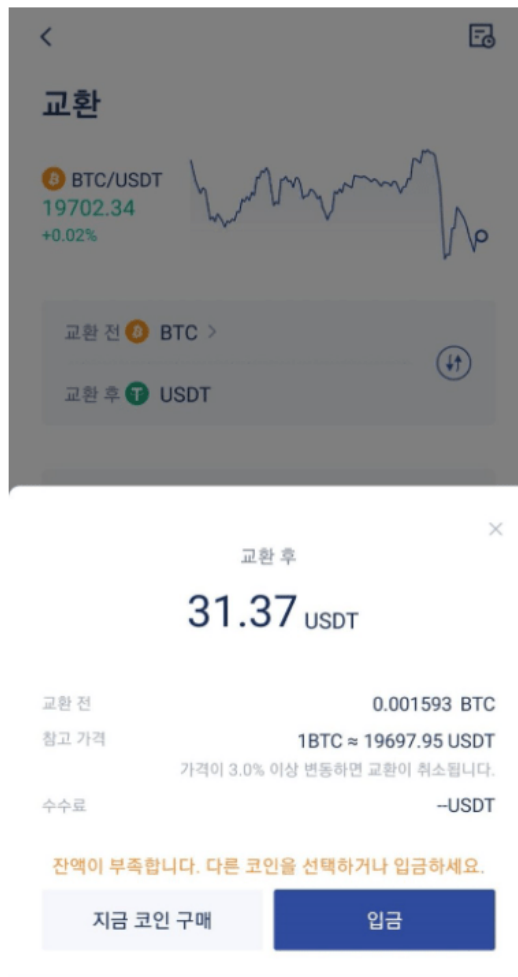 교환
BTC/USDT
19702.34
+0.02%
교환 전 BTC >
교환 후 USDT
교환 후
31.37 USDT
교환 전 0.001593 BTC
참고 가격 1BTC ≈ 19697.95 USDT
가격이 3.0% 이상 변동하면 교환이 취소됩니다.
수수료 --USDT
잔액이 부족합니다. 다른 코인을 선택하거나 입금하세요.
지금 코인 구매 입금